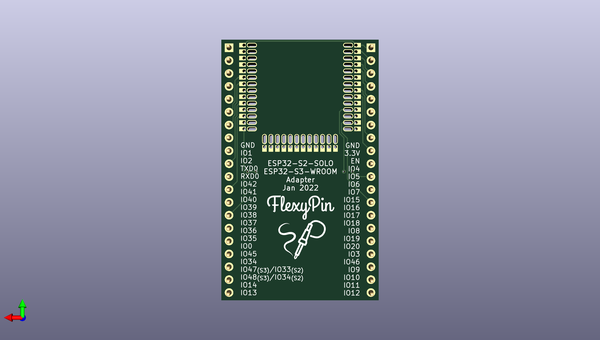 GND
IO1
IO2
TXD0
RXD0
IO42
IO41
IO40
IO39
IO38
IO37
IO36
IO35
IO0
IO45
IO34
IO47(S3)/IO33(S2)
IO48(S3)/IO34(S2)
IO14
IO13
ESP32-S2-SOLO
ESP32-S3-WROOM
Adapter
Jan 2022
FlexyPin
GND
3.3V
EN
IO4
IO5
IO6
IO7
IO15
IO16
IO17
IO18
IO8
IO19
IO20
IO3
IO46
IO9
IO10
IO11
IO12